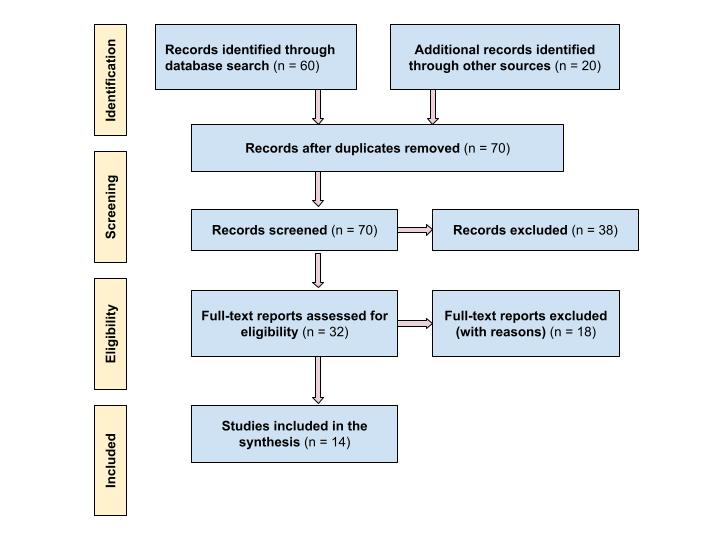 Identification
Records identified through
database search (n = 60)
Additional records identified
through other sources (n = 20)
Records after duplicates removed (n = 70)
Screening
Records screened (n = 70)
Records excluded (n = 38)
Eligibility
Full-text reports assessed for
eligibility (n = 32)
Full-text reports excluded
(with reasons) (n = 18)
Included
Studies included in the
synthesis (n = 14)